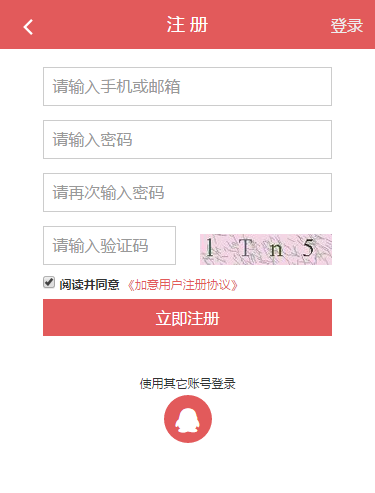 注 册 登录
请输入手机或邮箱
请输入密码
请再次输入密码
请输入验证码 lTn5
阅读并同意 《加意用户注册协议》
立即注册
使用其它账号登录